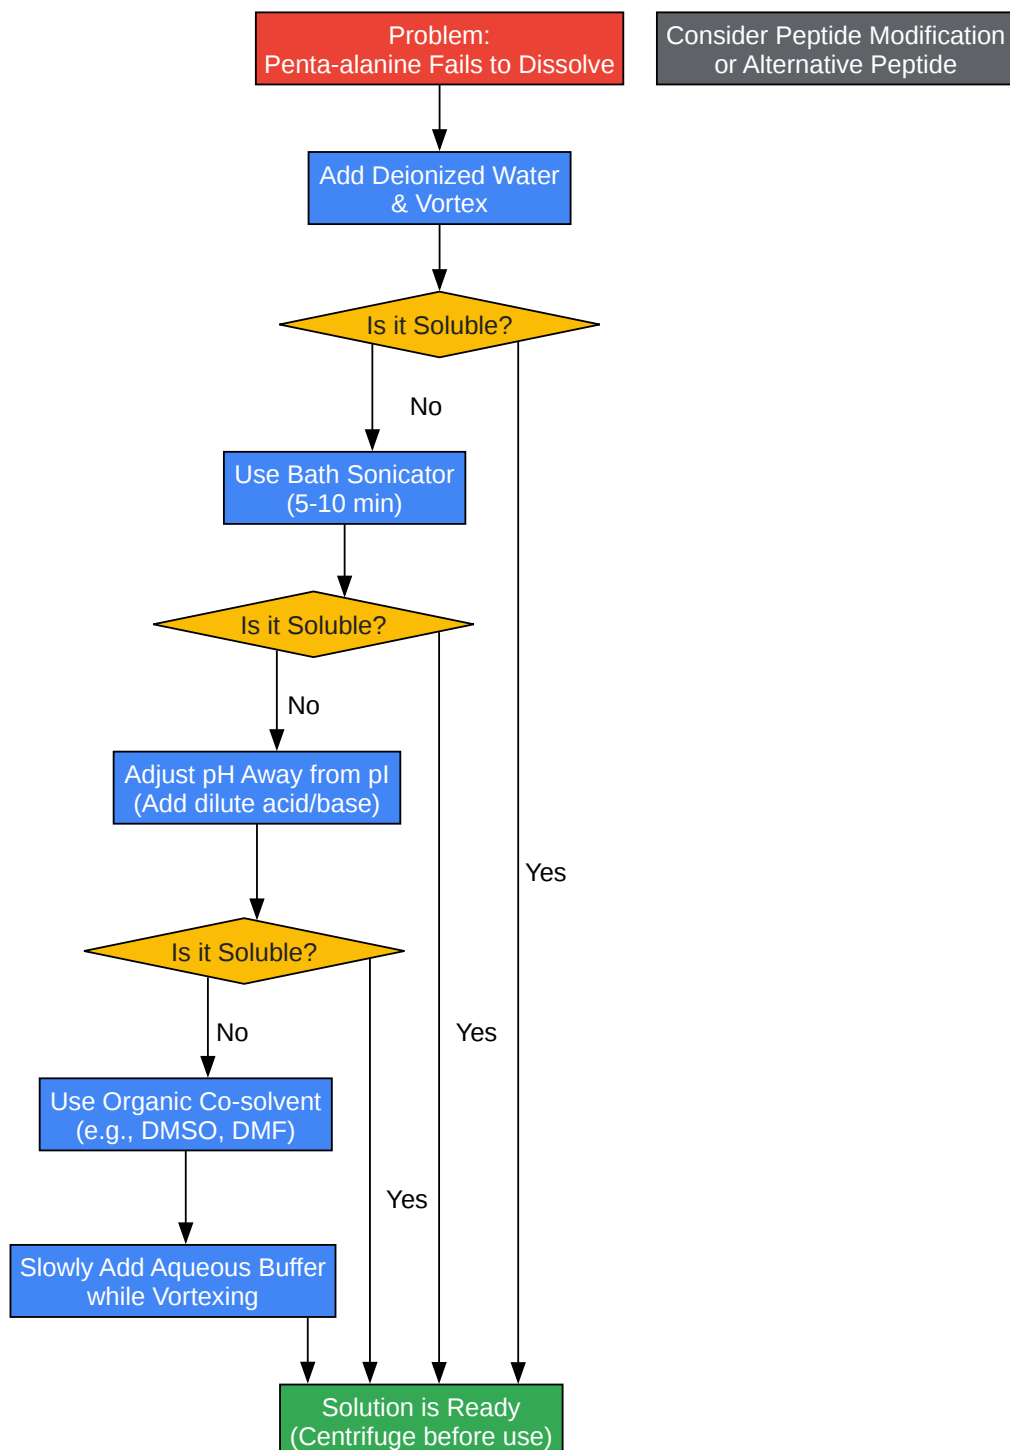 Problem:
Penta-alanine Fails to Dissolve
Consider Peptide Modification
or Alternative Peptide
Add Deionized Water
& Vortex
Is it Soluble?
No
Use Bath Sonicator
(5-10 min)
Is it Soluble?
No
Adjust pH Away from pI
(Add dilute acid/base)
Yes
Is it Soluble?
No
Yes
Use Organic Co-solvent
(e.g., DMSO, DMF)
Yes
Slowly Add Aqueous Buffer
while Vortexing
Solution is Ready
(Centrifuge before use)